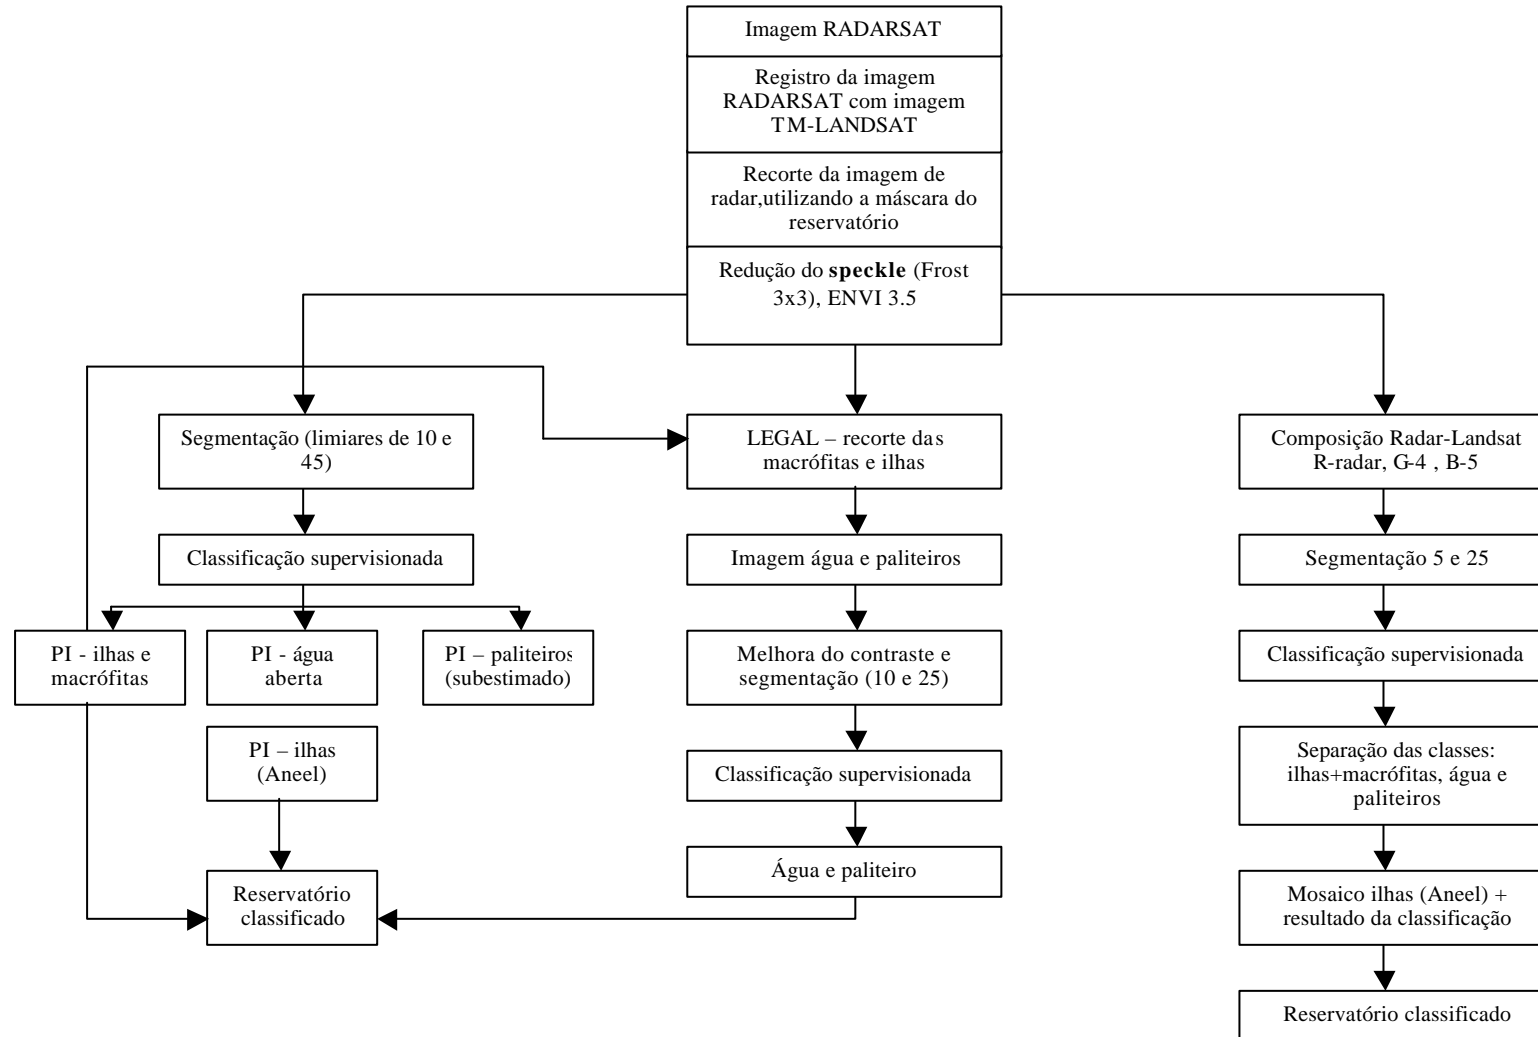 Imagem RADARSAT
Registro da imagem
RADARSAT com imagem
TM-LANDSAT
Recorte da imagem de
radar,utilizando a máscara do
reservatório
Redução do speckle (Frost
3x3), ENVI 3.5
Segmentação (limiares de 10 e
45)
Classificação supervisionada
PI - ilhas e
macrófitas
PI - água
aberta
PI – paliteiros
(subestimado)
PI – ilhas
(Aneel)
Reservatório
classificado
LEGAL – recorte das
macrófitas e ilhas
Imagem água e paliteiros
Melhora do contraste e
segmentação (10 e 25)
Classificação supervisionada
Água e paliteiro
Composição Radar-Landsat
R-radar, G-4 , B-5
Segmentação 5 e 25
Classificação supervisionada
Separação das classes:
ilhas+macrófitas, água e
paliteiros
Mosaico ilhas (Aneel) +
resultado da classificação
Reservatório classificado